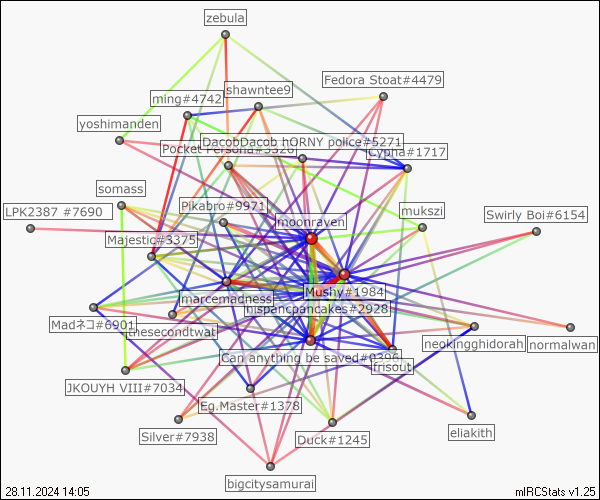 zebula
Fedora Stoat#4479
shawntee9
ming#4742
yoshimanden
DacobDacob hORNY police#5271
Cypha#1717
somass
Pikabro#9971
LPK2387 #7690
mukszi
Swirly Boi#6154
moonraven
Majestic#3375
Mushy#1984
marcemadness
hispancpancakes#2928
Madネコ#6901
thesecondtwat
neokingghidorah
normalwan
Can anything be saved#0396
frisout
JKOUYH VIII#7034
Eg.Master#1378
eliakith
Silver#7938
Duck#1245
bigcitysamurai
28.11.2024 14:05
mIRCStats v1.25